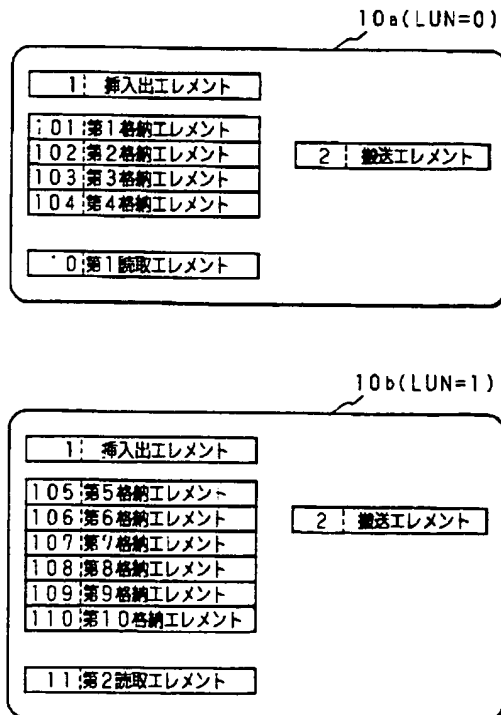 10a(LUN=0)
1 挿入出エレメント
101 第1格納エレメント
102 第2格納エレメント
103 第3格納エレメント
104 第4格納エレメント
2 搬送エレメント
10 第1読取エレメント
10b(LUN=1)
1 挿入出エレメント
105 第5格納エレメント
106 第6格納エレメント
107 第7格納エレメント
108 第8格納エレメント
109 第9格納エレメント
110 第10格納エレメント
2 搬送エレメント
11 第2読取エレメント